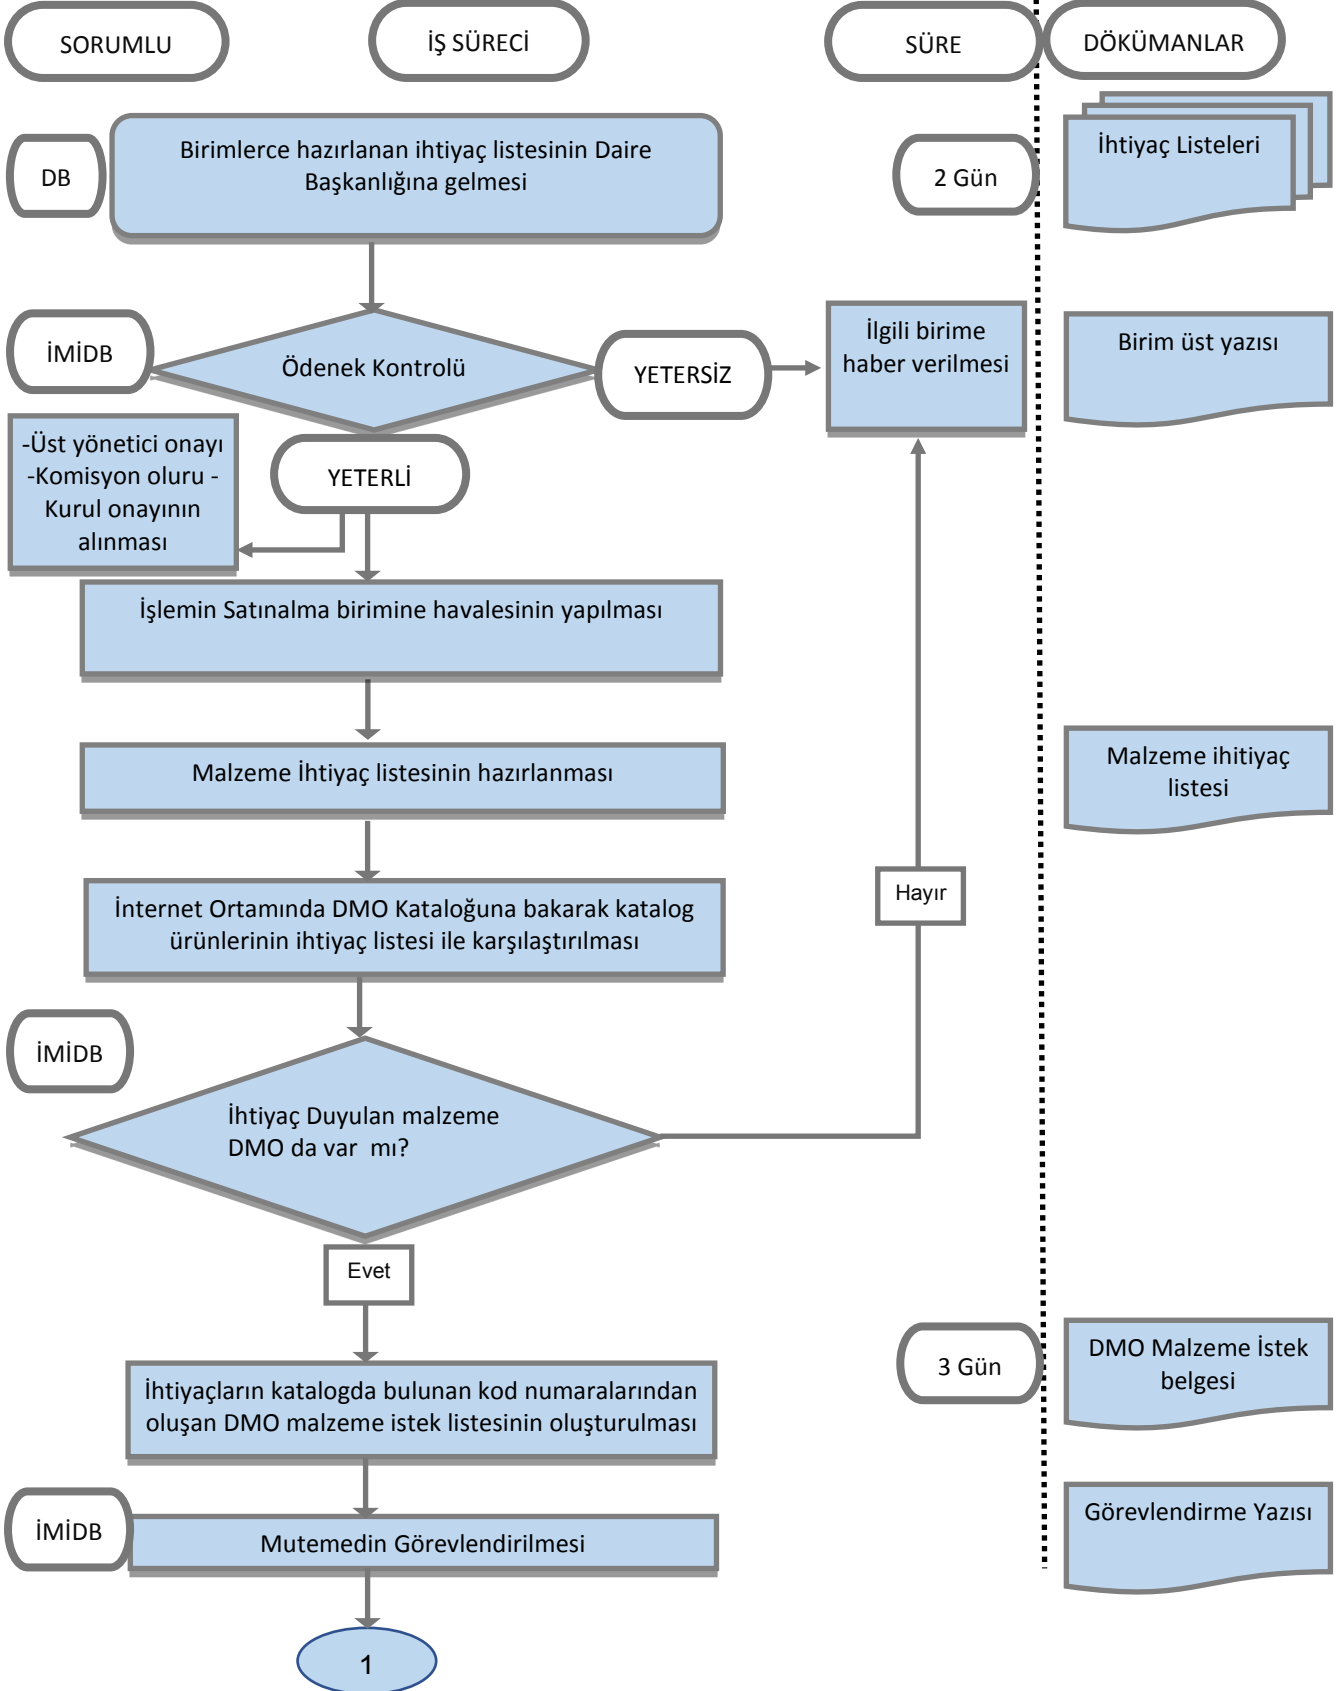 SORUMLU
İŞ SÜRECİ
SÜRE
DÖKÜMANLAR
DB
Birimlerce hazırlanan ihtiyaç listesinin Daire
Başkanlığına gelmesi
2 Gün
İhtiyaç Listeleri
İMİDB
Ödenek Kontrolü
YETERSİZ
İlgili birime
haber verilmesi
Birim üst yazısı
-Üst yönetici onayı
-Komisyon oluru -
Kurul onayının
alınması
YETERLİ
İşlemin Satınalma birimine havalesinin yapılması
Malzeme İhtiyaç listesinin hazırlanması
Malzeme ihitiyaç
listesi
İnternet Ortamında DMO Kataloğuna bakarak katalog
ürünlerinin ihtiyaç listesi ile karşılaştırılması
Hayır
İMİDB
İhtiyaç Duyulan malzeme
DMO da var  mı?
Evet
İhtiyaçların katalogda bulunan kod numaralarından
oluşan DMO malzeme istek listesinin oluşturulması
3 Gün
DMO Malzeme İstek
belgesi
İMİDB
Mutemedin Görevlendirilmesi
Görevlendirme Yazısı
1